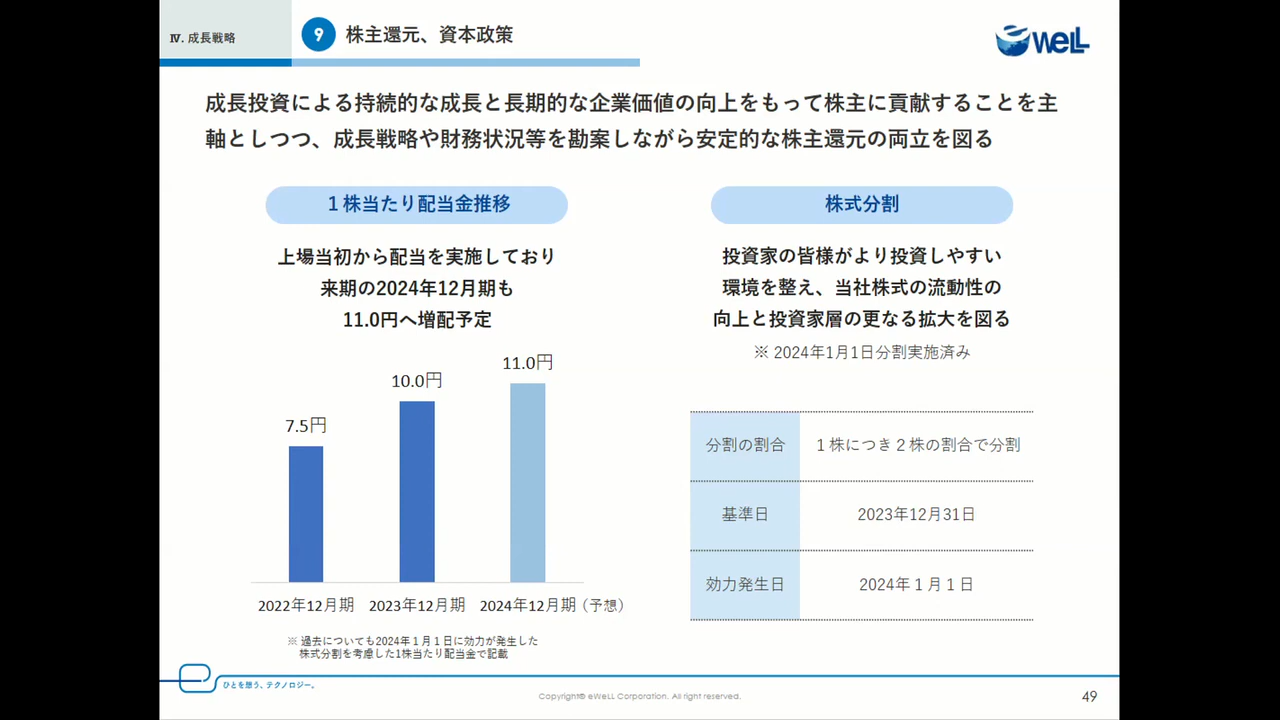 Ⅳ. 成長戦略
9 株主還元、資本政策
eWeLL
成長投資による持続的な成長と長期的な企業価値の向上をもって株主に貢献することを主
軸としつつ、成長戦略や財務状況等を勘案しながら安定的な株主還元の両立を図る
１株当たり配当金推移
上場当初から配当を実施しており
来期の2024年12月期も
11.0円へ増配予定
7.5円
10.0円
11.0円
2022年12月期
2023年12月期
2024年12月期（予想）
※ 過去についても2024年１月１日に効力が発生した
株式分割を考慮した1株当たり配当金で記載
株式分割
投資家の皆様がより投資しやすい
環境を整え、当社株式の流動性の
向上と投資家層の更なる拡大を図る
※ 2024年1月1日分割実施済み
分割の割合 １株につき２株の割合で分割
基準日 2023年12月31日
効力発生日 2024年１月１日
ひとを想う、テクノロジー。
Copyright© eWeLL Corporation. All right reserved.
49